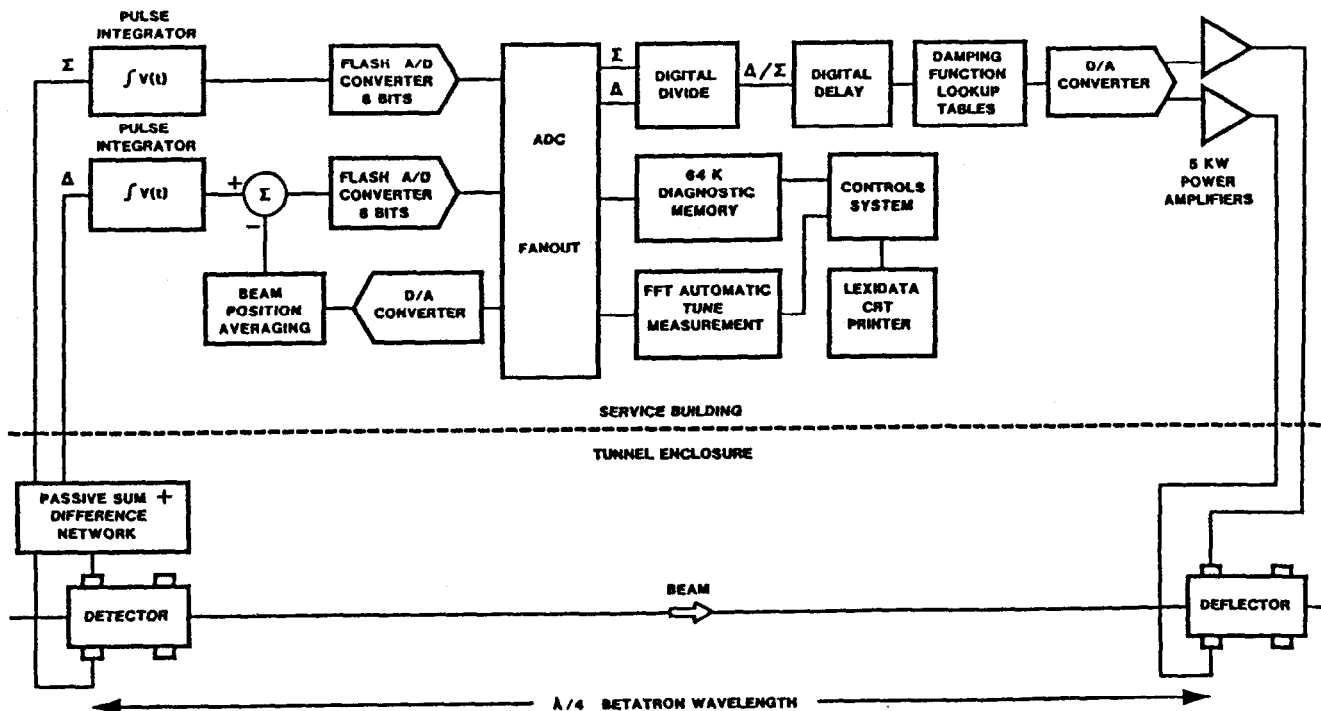 PULSE
INTEGRATOR
Σ
∫ V(t)
FLASH A/D
CONVERTER
8 BITS
PULSE
INTEGRATOR
Δ
∫ V(t)
+
Σ
−
FLASH A/D
CONVERTER
8 BITS
BEAM
POSITION
AVERAGING
D/A
CONVERTER
ADC
FANOUT
Σ
Δ
DIGITAL
DIVIDE
Δ/Σ
DIGITAL
DELAY
DAMPING
FUNCTION
LOOKUP
TABLES
D/A
CONVERTER
5 KW
POWER
AMPLIFIERS
64 K
DIAGNOSTIC
MEMORY
CONTROLS
SYSTEM
FFT AUTOMATIC
TUNE
MEASUREMENT
LEXIDATA
CRT
PRINTER
SERVICE BUILDING
TUNNEL ENCLOSURE
PASSIVE SUM +
DIFFERENCE
NETWORK
DETECTOR
BEAM
DEFLECTOR
λ/4 BETATRON WAVELENGTH